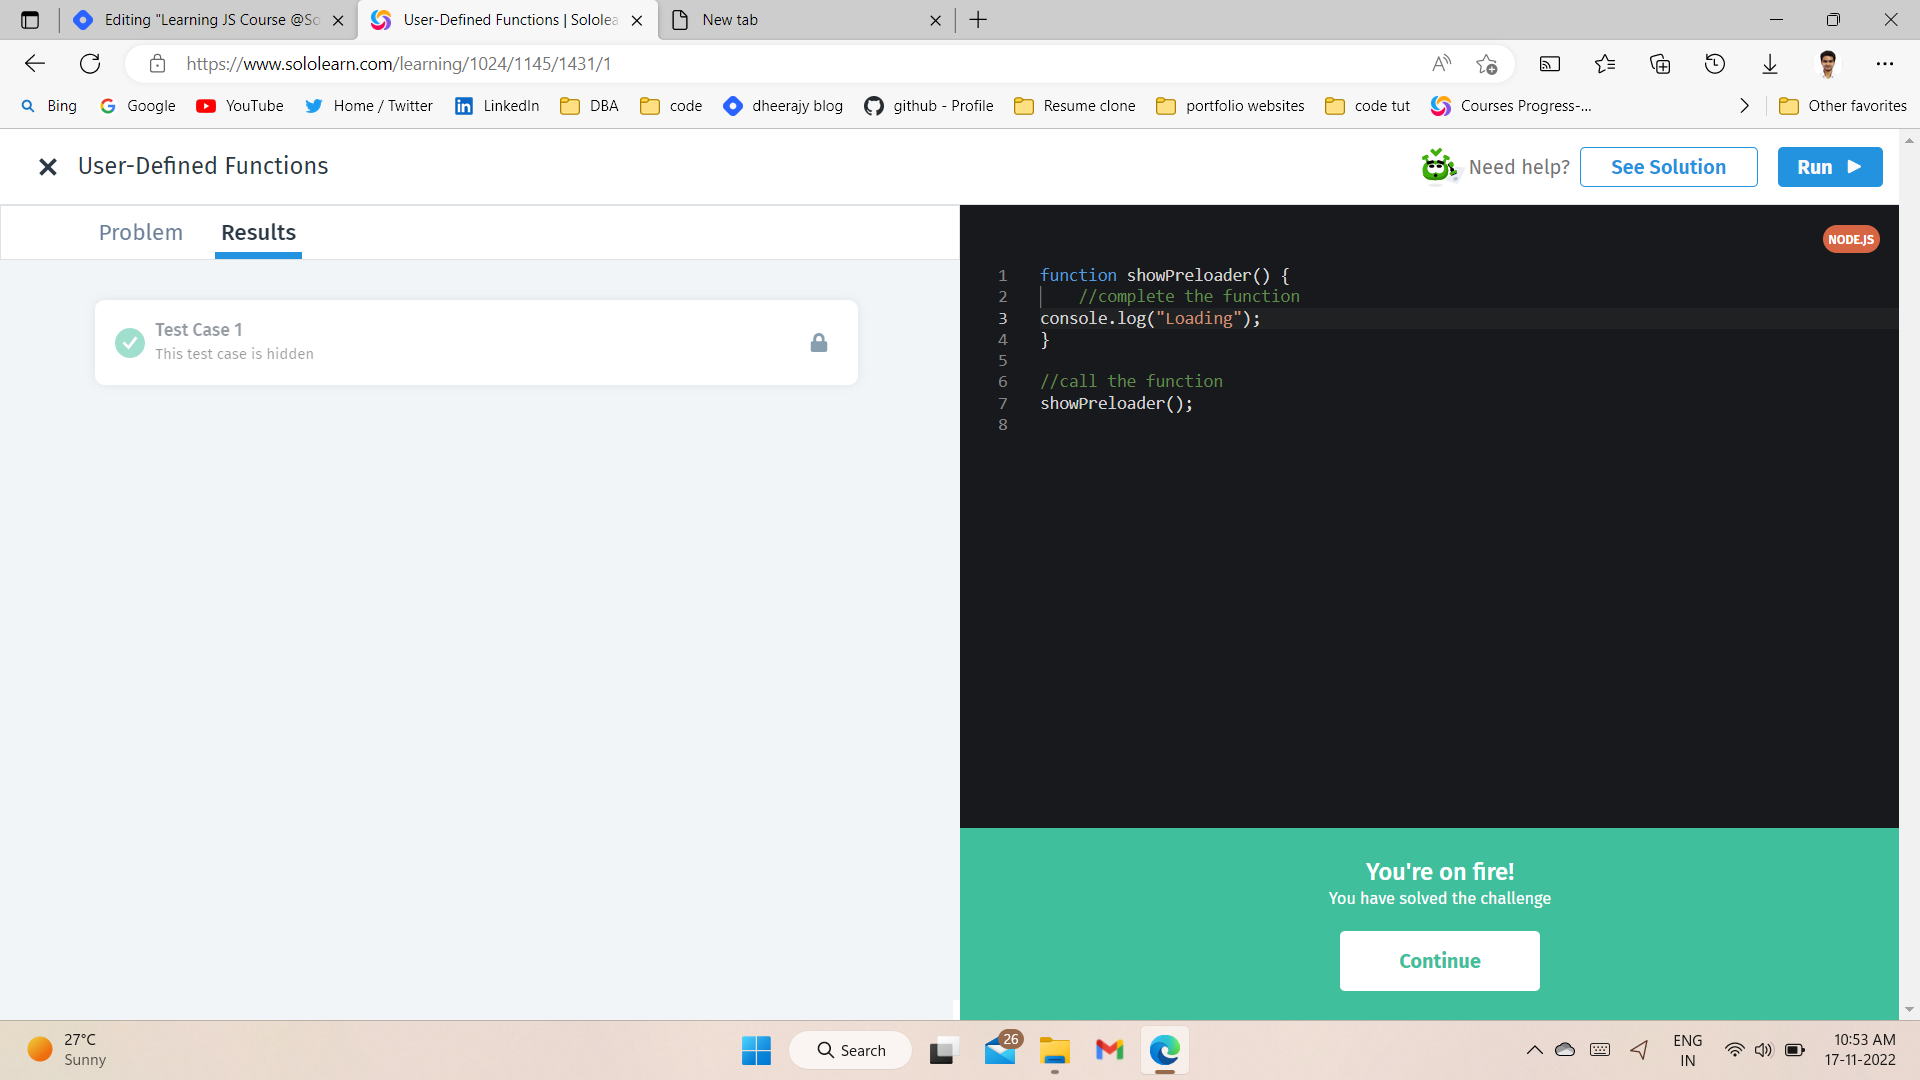 Editing "Learning JS Course @So
User-Defined Functions | Sololea
New tab
https://www.sololearn.com/learning/1024/1145/1431/1
Bing
Google
YouTube
Home / Twitter
LinkedIn
DBA
code
dheerajy blog
github - Profile
Resume clone
portfolio websites
code tut
Courses Progress-...
Other favorites
User-Defined Functions
Need help?
See Solution
Run
Problem
Results
NODE.JS
Test Case 1
This test case is hidden
1 function showPreloader() {
2 //complete the function
3 console.log("Loading");
4 }
5
6 //call the function
7 showPreloader();
8
You're on fire!
You have solved the challenge
Continue
27°C
Sunny
Search
26
ENG
IN
10:53 AM
17-11-2022